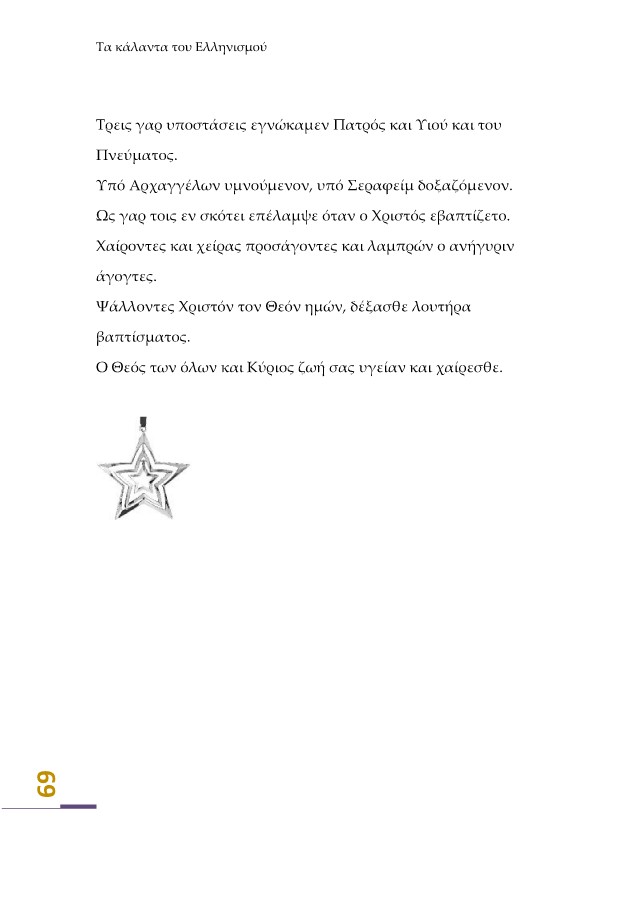 Τα κάλαντα του Ελληνισμού
Τρεις γαρ υποστάσεις εγνώκαμεν Πατρός και Υιού και του
Πνεύματος.
Υπό Αρχαγγέλων υμνούμενον, υπό Σεραφείμ δοξαζόμενον.
Ως γαρ τοις εν σκότει επέλαμψε όταν ο Χριστός εβαπτίζετο.
Χαίροντες και χείρας προσάγοντες και λαμπρών ο ανήγυριν
άγογτες.
Ψάλλοντες Χριστόν τον Θεόν ημών, δέξασθε λουτήρα
βαπτίσματος.
Ο Θεός των όλων και Κύριος ζωή σας υγείαν και χαίρεσθε.
69